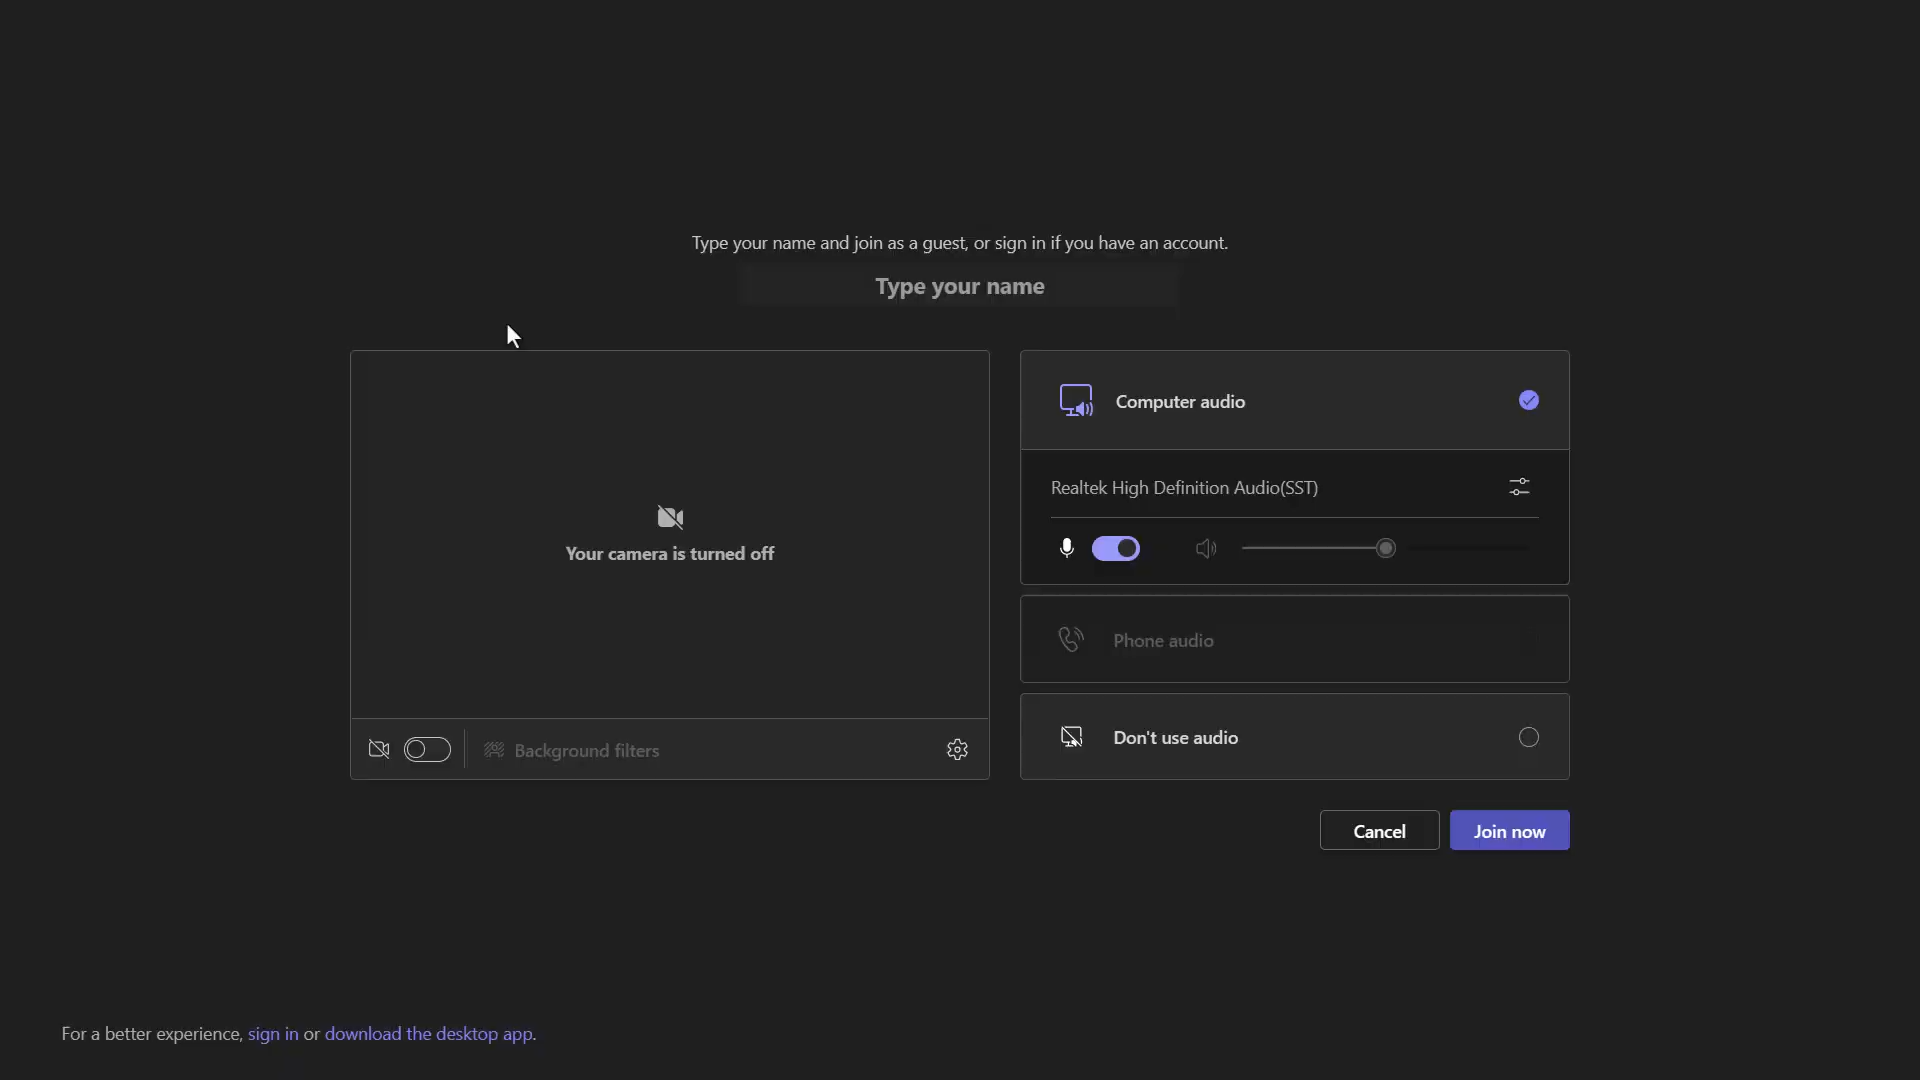 Type your name and join as a guest, or sign in if you have an account.
Type your name
Computer audio
Realtek High Definition Audio(SST)
Your camera is turned off
Phone audio
Don't use audio
Background filters
Cancel
Join now
For a better experience, sign in or download the desktop app.